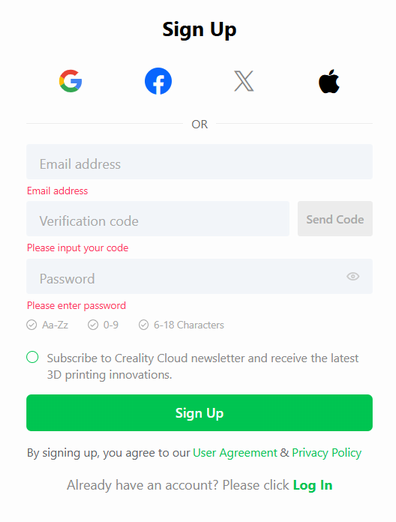 Sign Up
OR
Email address
Email address
Verification code
Send Code
Please input your code
Password
Please enter password
Aa-Zz 0-9 6-18 Characters
Subscribe to Creality Cloud newsletter and receive the latest
3D printing innovations.
Sign Up
By signing up, you agree to our User Agreement & Privacy Policy
Already have an account? Please click Log In